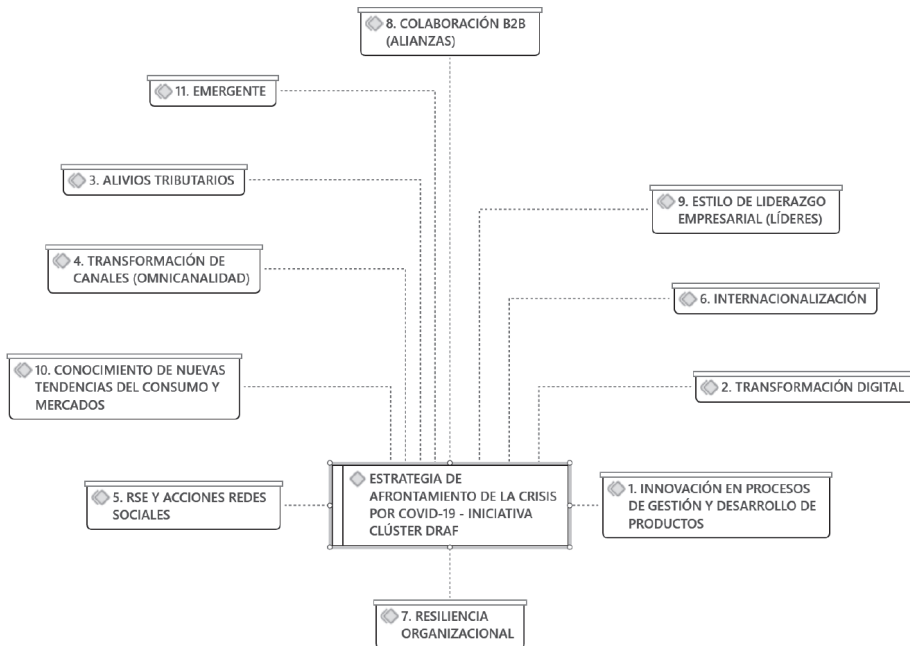 8. COLABORACIÓN B2B
(ALIANZAS)
11. EMERGENTE
3. ALIVIOS TRIBUTARIOS
9. ESTILO DE LIDERAZGO
EMPRESARIAL (LÍDERES)
4. TRANSFORMACIÓN DE
CANALES (OMNICANALIDAD)
6. INTERNACIONALIZACIÓN
10. CONOCIMIENTO DE NUEVAS
TENDENCIAS DEL CONSUMO Y
MERCADOS
2. TRANSFORMACIÓN DIGITAL
ESTRATEGIA DE
AFRONTAMIENTO DE LA CRISIS
POR COVID-19 - INICIATIVA
CLÚSTER DRAF
5. RSE Y ACCIONES REDES
SOCIALES
1. INNOVACIÓN EN PROCESOS
DE GESTIÓN Y DESARROLLO DE
PRODUCTOS
7. RESILIENCIA
ORGANIZACIONAL